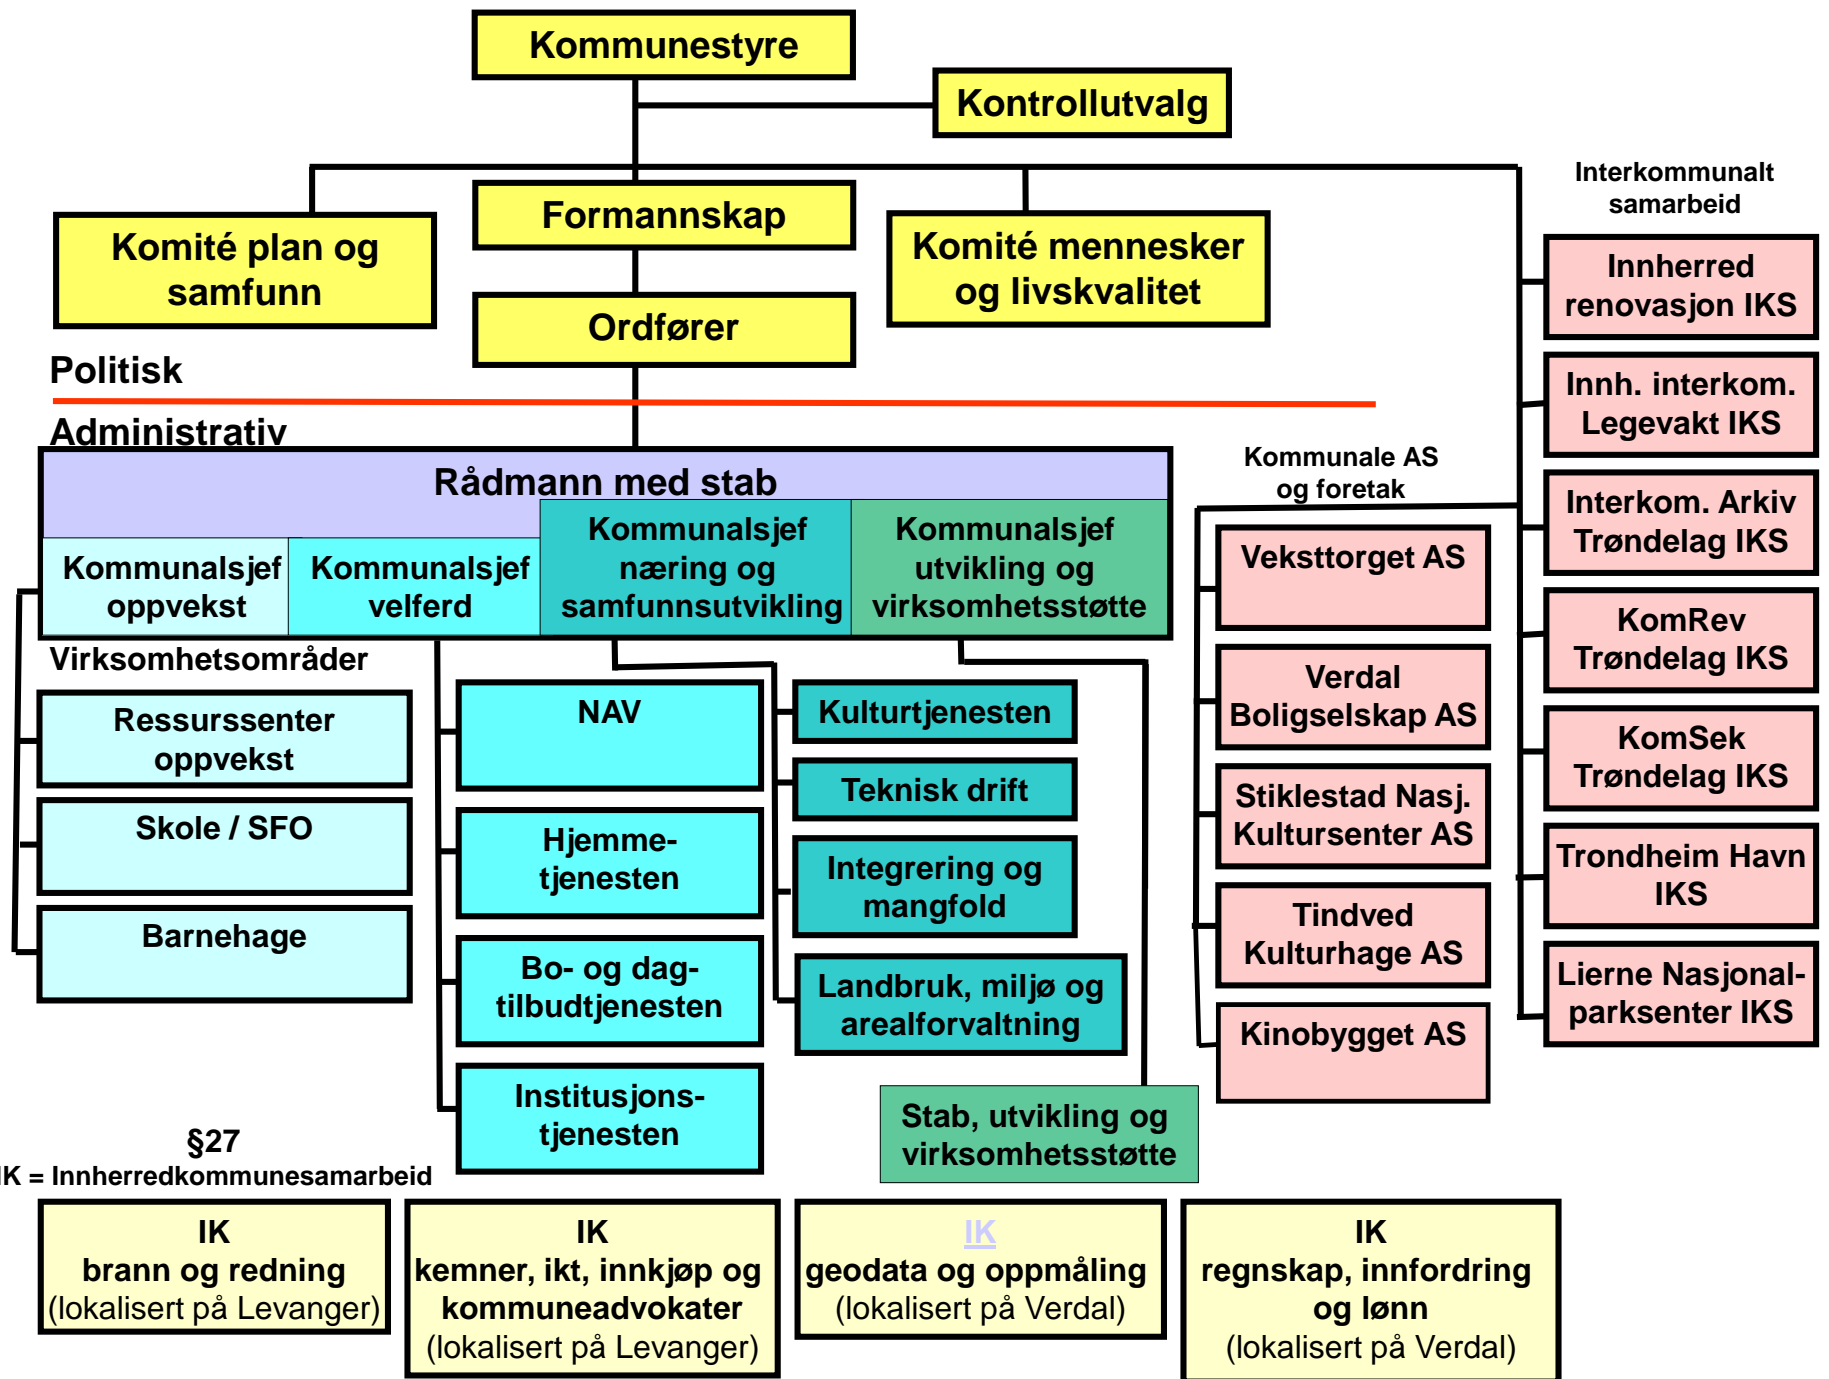 Kommunestyre
Kontrollutvalg
Formannskap
Komité plan og
samfunn
Komité mennesker
og livskvalitet
Ordfører
Politisk
Administrativ
Rådmann med stab
Kommunalsjef
oppvekst
Kommunalsjef
velferd
Kommunalsjef
næring og
samfunnsutvikling
Kommunalsjef
utvikling og
virksomhetsstøtte
Virksomhetsområder
Ressurssenter
oppvekst
Skole / SFO
Barnehage
NAV
Hjemme-
tjenesten
Bo- og dag-
tilbudtjenesten
Institusjons-
tjenesten
Kulturtjenesten
Teknisk drift
Integrering og
mangfold
Landbruk, miljø og
arealforvaltning
Stab, utvikling og
virksomhetsstøtte
Kommunale AS
og foretak
Veksttorget AS
Verdal
Boligselskap AS
Stiklestad Nasj.
Kultursenter AS
Tindved
Kulturhage AS
Kinobygget AS
Interkommunalt
samarbeid
Innherred
renovasjon IKS
Innh. interkom.
Legevakt IKS
Interkom. Arkiv
Trøndelag IKS
KomRev
Trøndelag IKS
KomSek
Trøndelag IKS
Trondheim Havn
IKS
Lierne Nasjonal-
parksenter IKS
§27
IK = Innherredkommunesamarbeid
IK
brann og redning
(lokalisert på Levanger)
IK
kemner, ikt, innkjøp og
kommuneadvokater
(lokalisert på Levanger)
IK
geodata og oppmåling
(lokalisert på Verdal)
IK
regnskap, innfordring
og lønn
(lokalisert på Verdal)